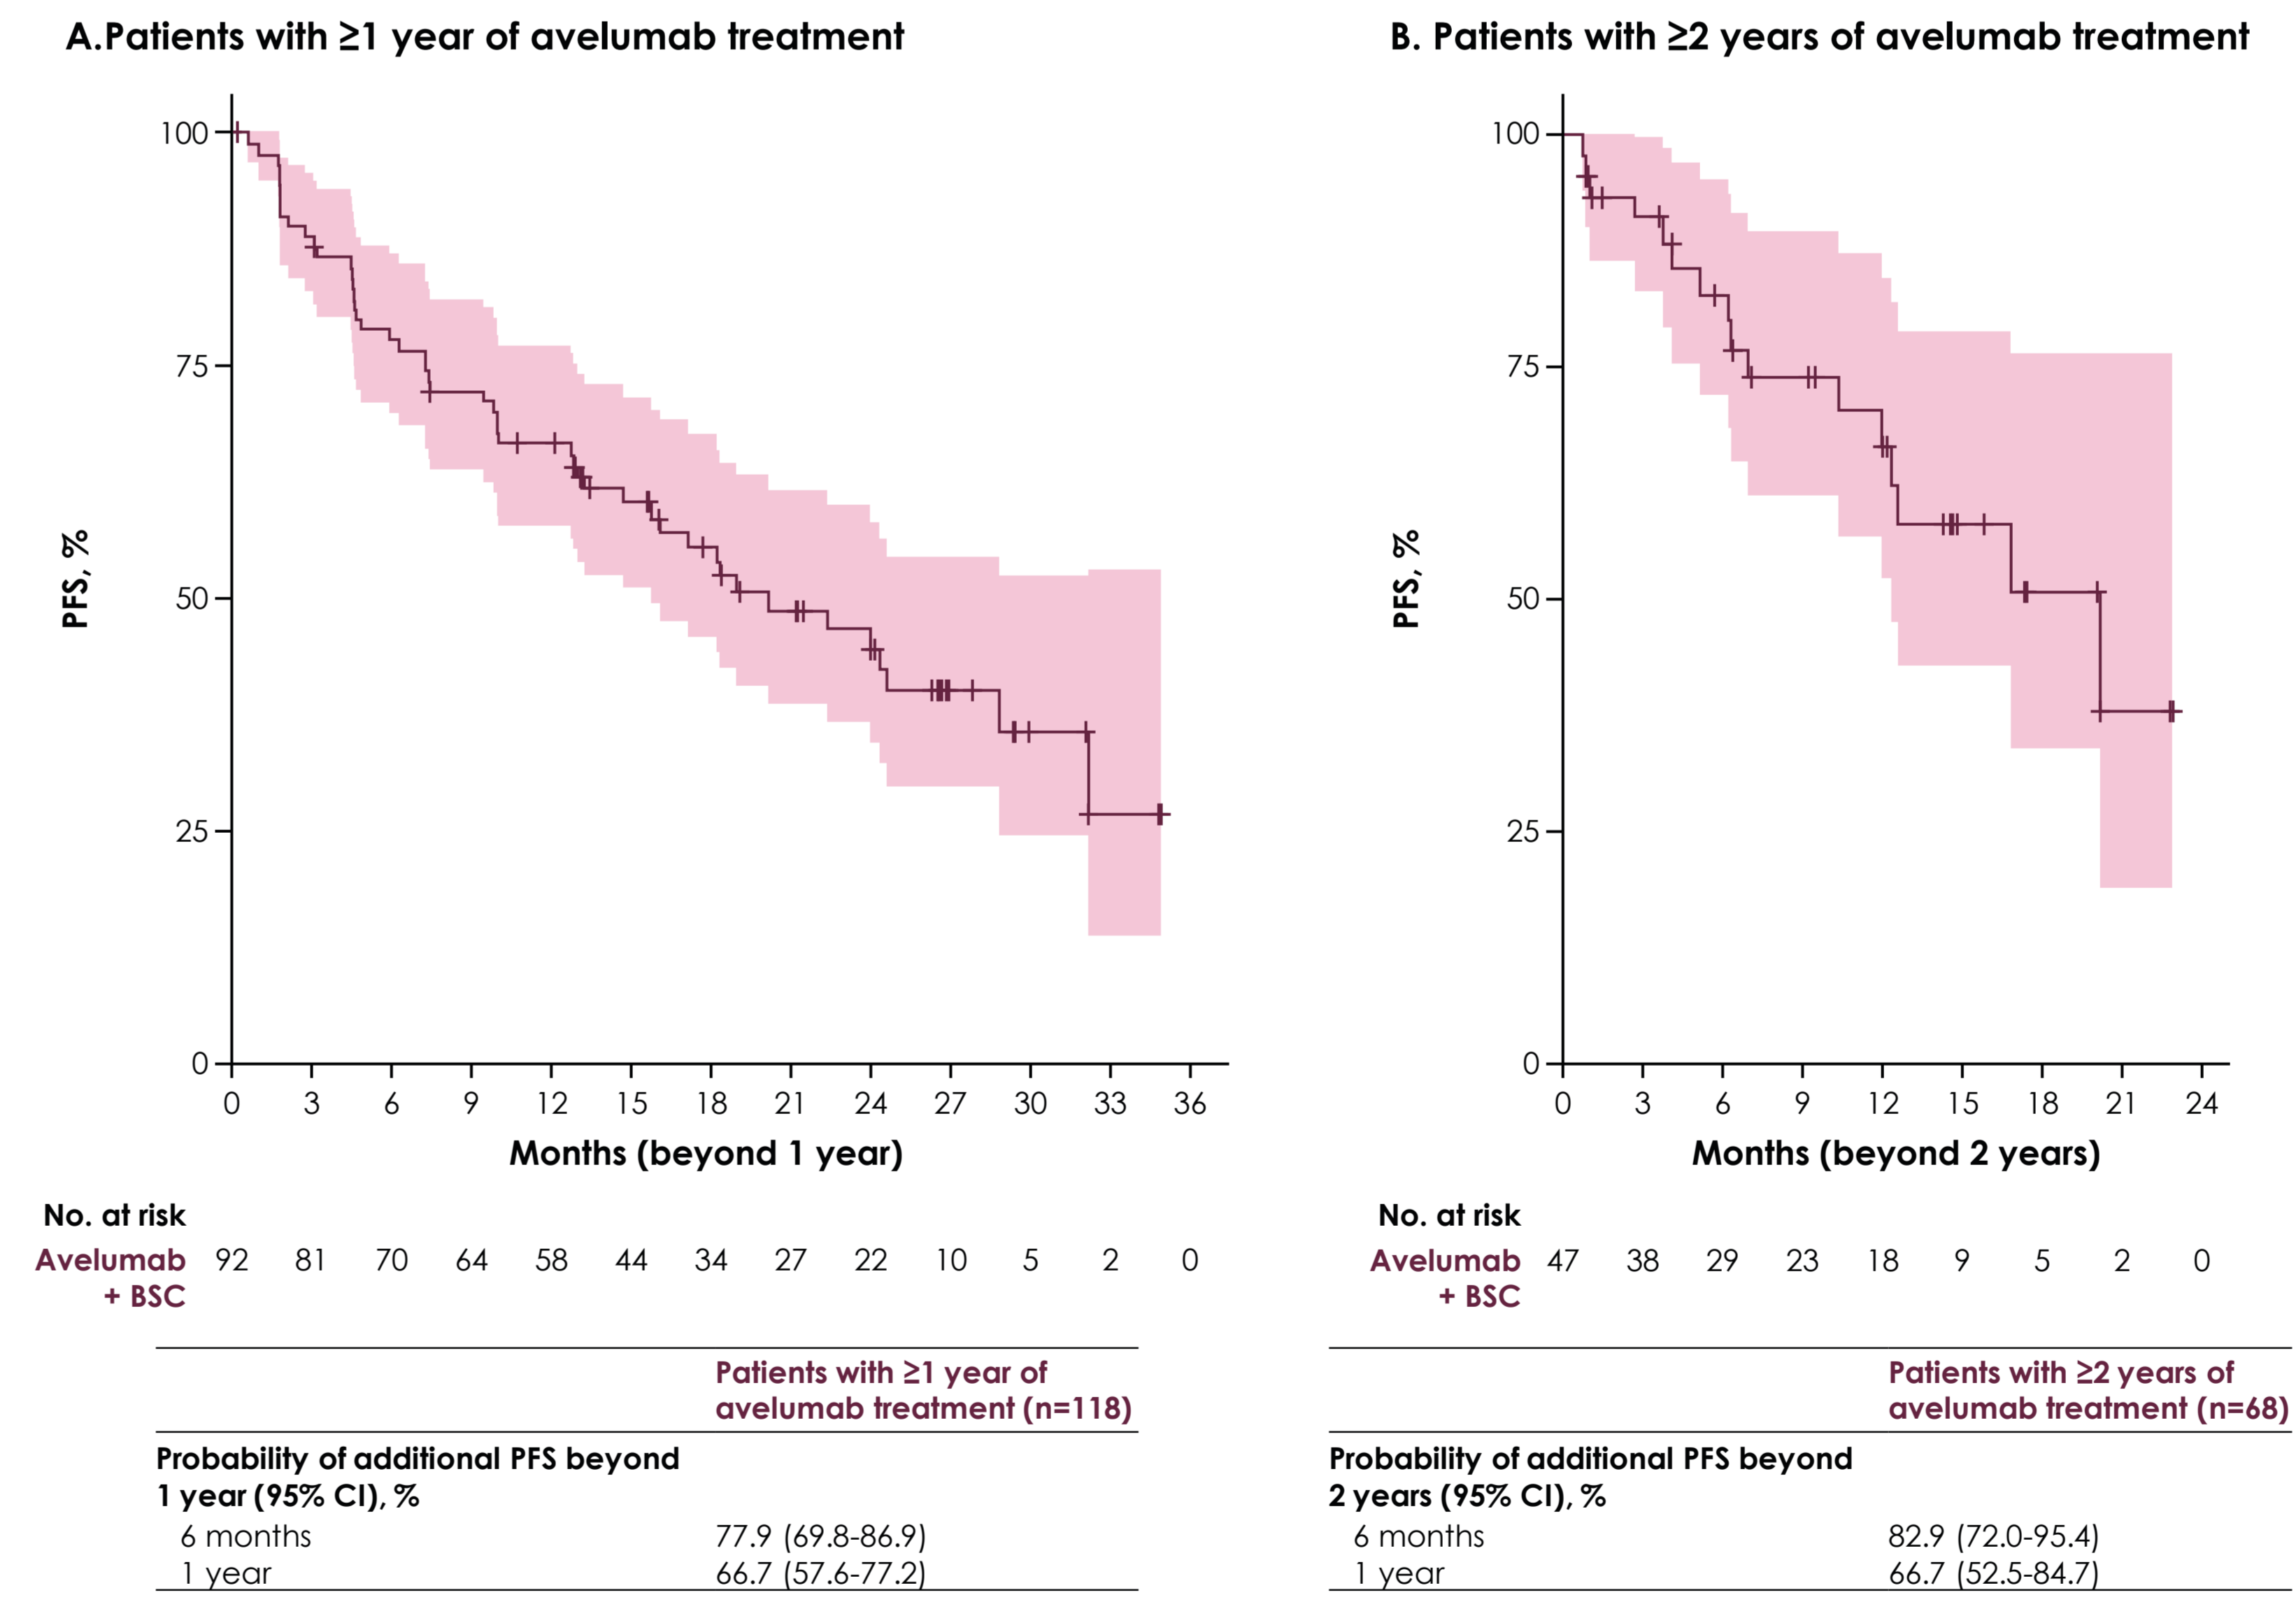 A.Patients with ≥1 year of avelumab treatment
100
75
50
25
0
PFS, %
0 3 6 9 12 15 18 21 24 27 30 33 36
Months (beyond 1 year)
No. at risk
Avelumab 92 81 70 64 58 44 34 27 22 10 5 2 0
+ BSC
Patients with ≥1 year of
avelumab treatment (n=118)
Probability of additional PFS beyond
1 year (95% CI), %
6 months 77.9 (69.8-86.9)
1 year 66.7 (57.6-77.2)
B. Patients with ≥2 years of avelumab treatment
100
75
50
25
0
PFS, %
0 3 6 9 12 15 18 21 24
Months (beyond 2 years)
No. at risk
Avelumab 47 38 29 23 18 9 5 2 0
+ BSC
Patients with ≥2 years of
avelumab treatment (n=68)
Probability of additional PFS beyond
2 years (95% CI), %
6 months 82.9 (72.0-95.4)
1 year 66.7 (52.5-84.7)